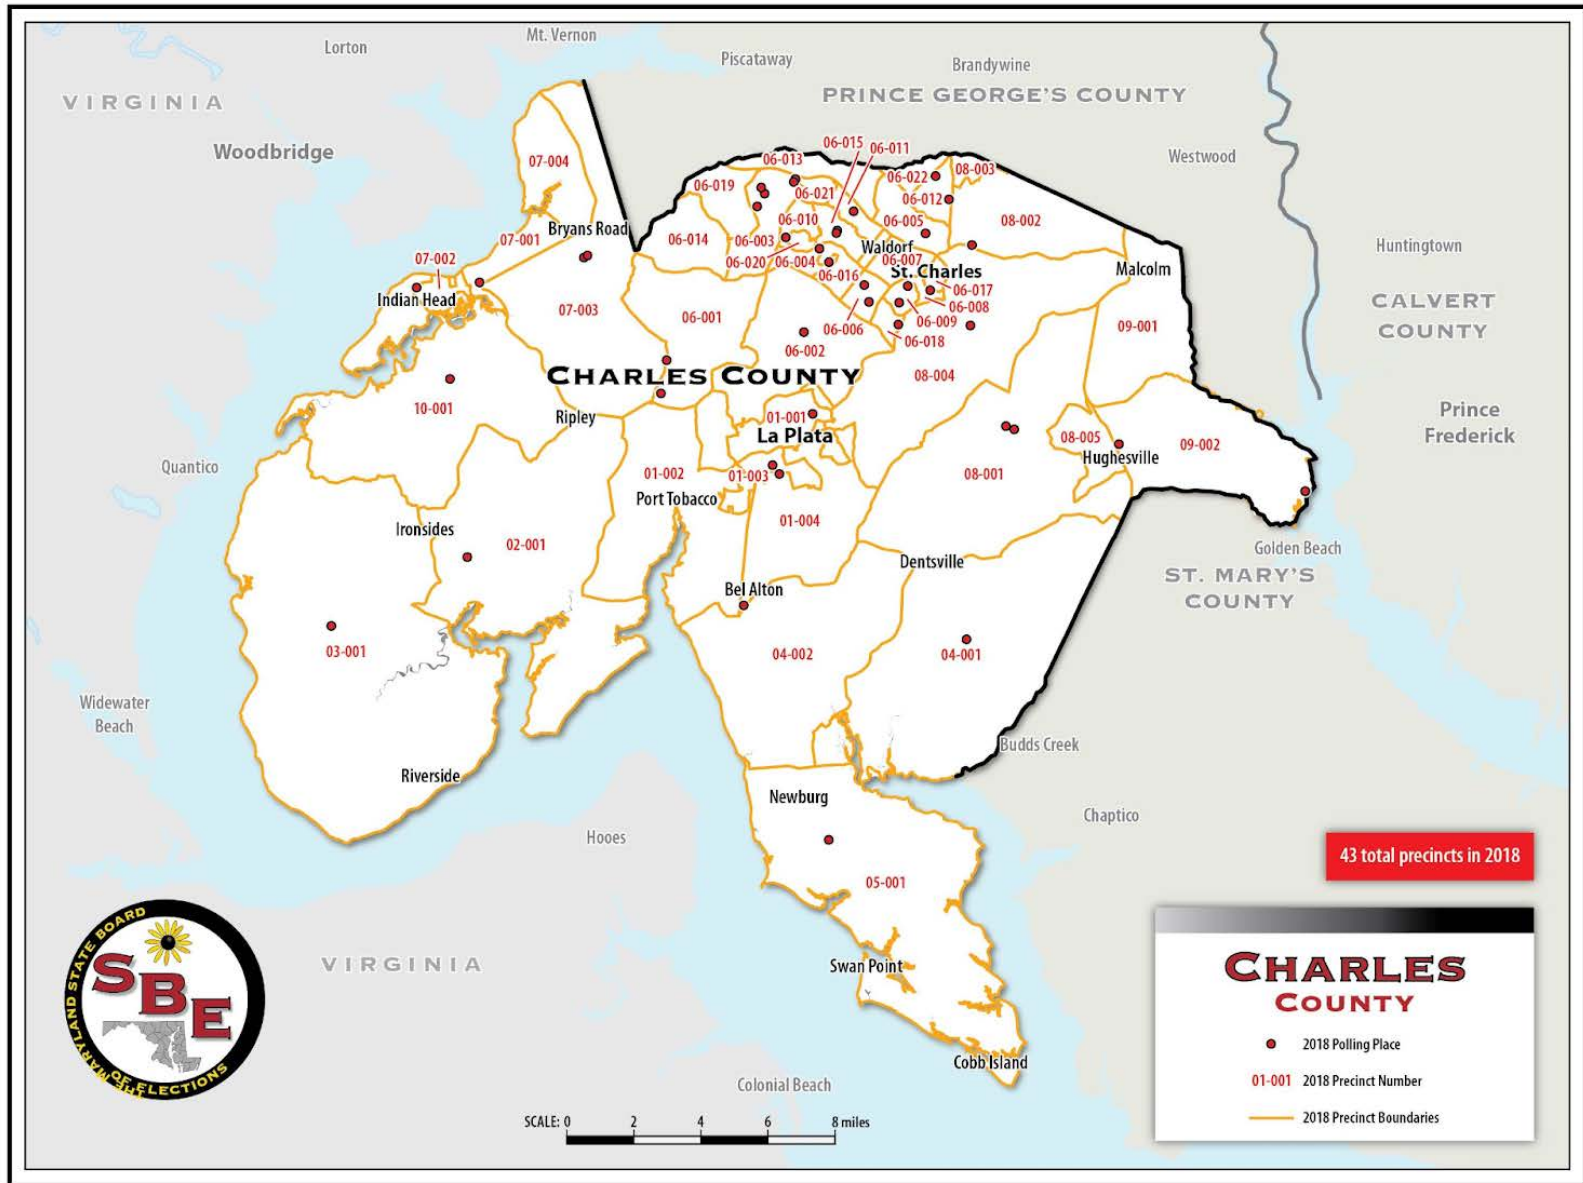 Lorton
Mt. Vernon
Piscataway
Brandywine
VIRGINIA
PRINCE GEORGE'S COUNTY
Woodbridge
Westwood
07-004
06-015
06-011
06-013
06-019
06-022
08-003
06-021
06-012
08-002
06-010
06-005
Bryans Road
07-001
06-014
06-003
Waldorf
Huntingtown
07-002
06-020
06-004
06-007
06-016
St. Charles
Malcolm
Indian Head
06-017
06-008
CALVERT
COUNTY
07-003
06-001
06-009
06-006
06-018
09-001
06-002
CHARLES COUNTY
08-004
10-001
Ripley
01-001
La Plata
Prince
Frederick
08-005
09-002
Hughesville
Quantico
01-002
01-003
08-001
Port Tobacco
01-004
Ironsides
02-001
Golden Beach
Dentsville
ST. MARY'S
COUNTY
Bel Alton
03-001
04-002
04-001
Widewater
Beach
Budds Creek
Riverside
Newburg
Chaptico
Hooes
43 total precincts in 2018
05-001
VIRGINIA
Swan Point
Cobb Island
Colonial Beach
THE MARYLAND STATE BOARD
OF ELECTIONS
SBE
CHARLES
COUNTY
2018 Polling Place
01-001 2018 Precinct Number
2018 Precinct Boundaries
SCALE: 0 2 4 6 8 miles